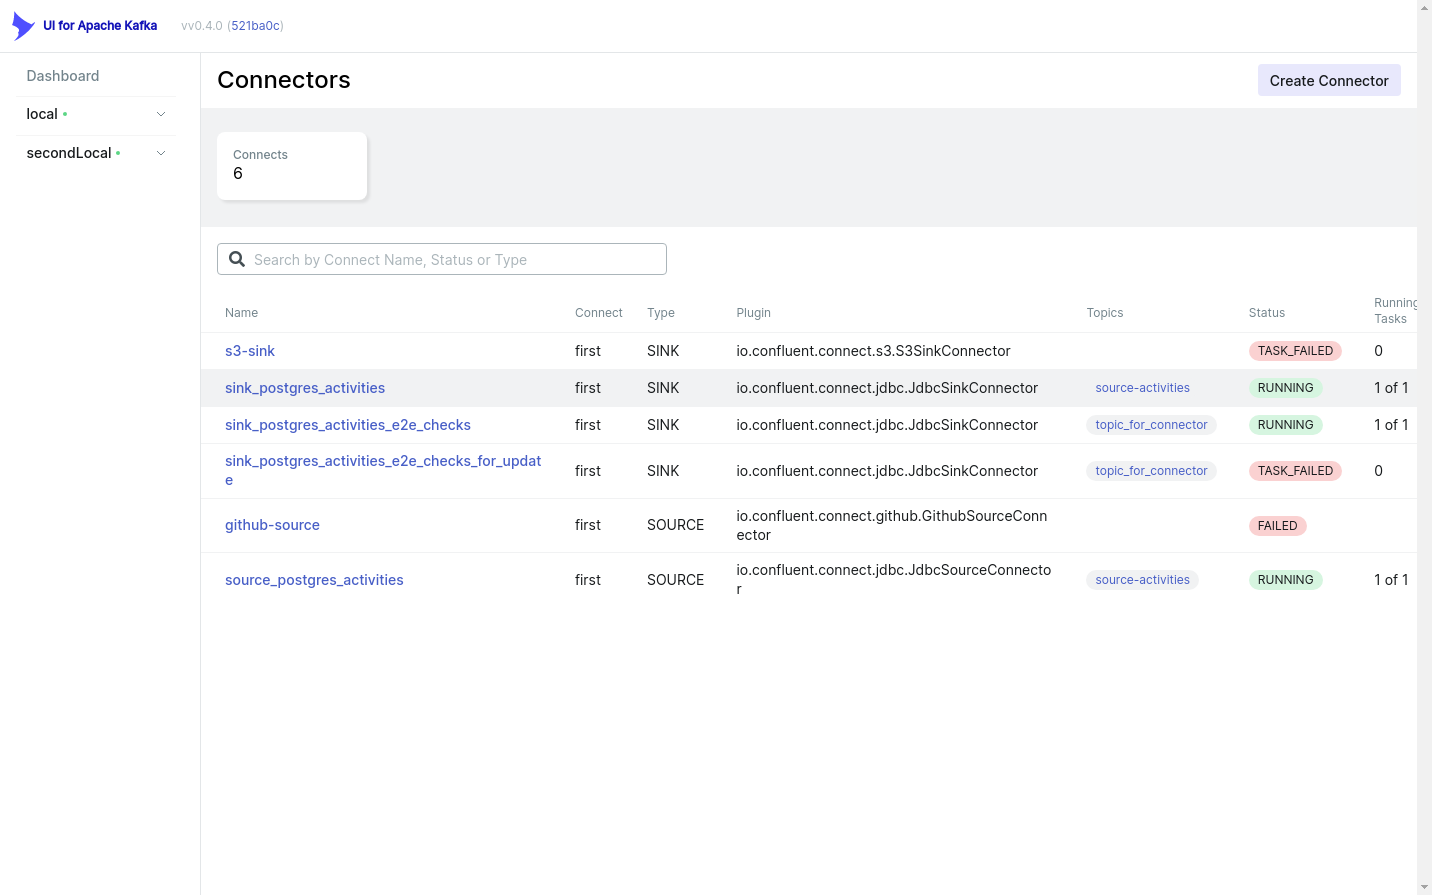 UI for Apache Kafka vv0.4.0 (521ba0c)
Dashboard
local
secondLocal
Connectors
Create Connector
Connects
6
Search by Connect Name, Status or Type
Name Connect Type Plugin Topics Status Running
Tasks
s3-sink first SINK io.confluent.connect.s3.S3SinkConnector TASK_FAILED 0
sink_postgres_activities first SINK io.confluent.connect.jdbc.JdbcSinkConnector source-activities RUNNING 1 of 1
sink_postgres_activities_e2e_checks first SINK io.confluent.connect.jdbc.JdbcSinkConnector topic_for_connector RUNNING 1 of 1
sink_postgres_activities_e2e_checks_for_updat
e first SINK io.confluent.connect.jdbc.JdbcSinkConnector topic_for_connector TASK_FAILED 0
github-source first SOURCE io.confluent.connect.github.GithubSourceConn
ector FAILED
source_postgres_activities first SOURCE io.confluent.connect.jdbc.JdbcSourceConnecto
r source-activities RUNNING 1 of 1